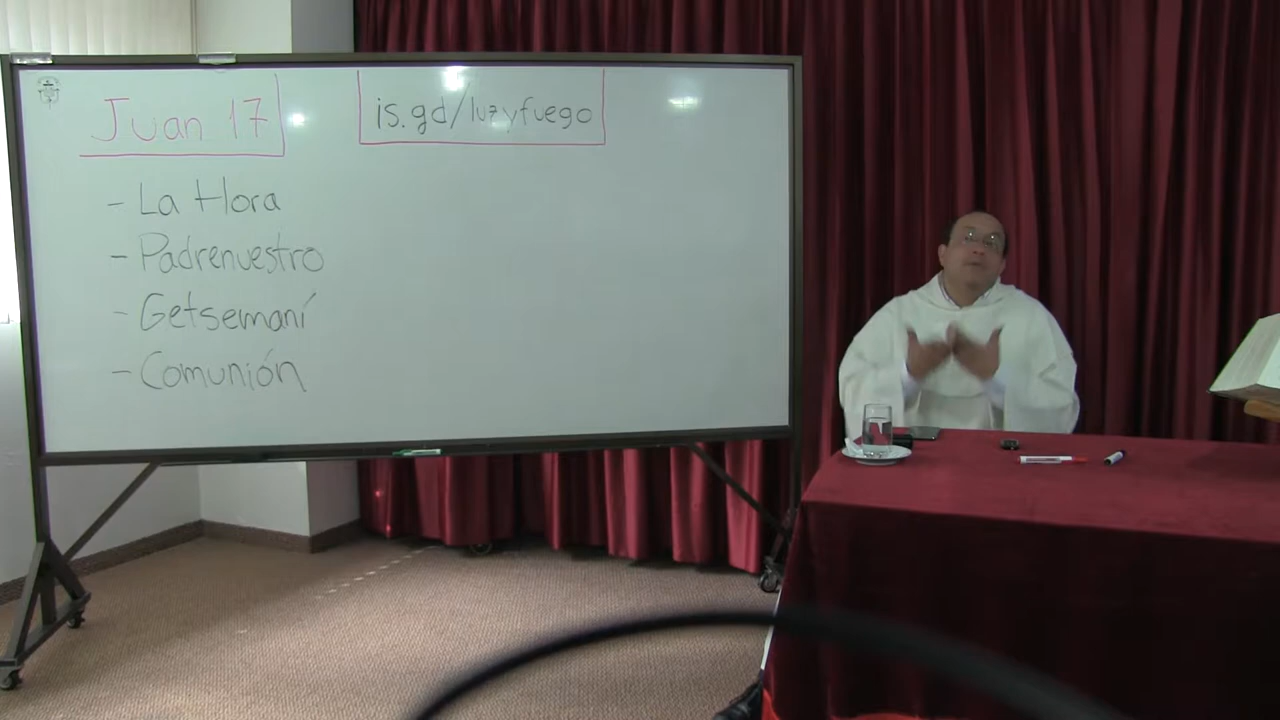 Juan 17
is.gd/luzyfuego
- La Hora
- Padrenuestro
- Getsemaní
- Comunión